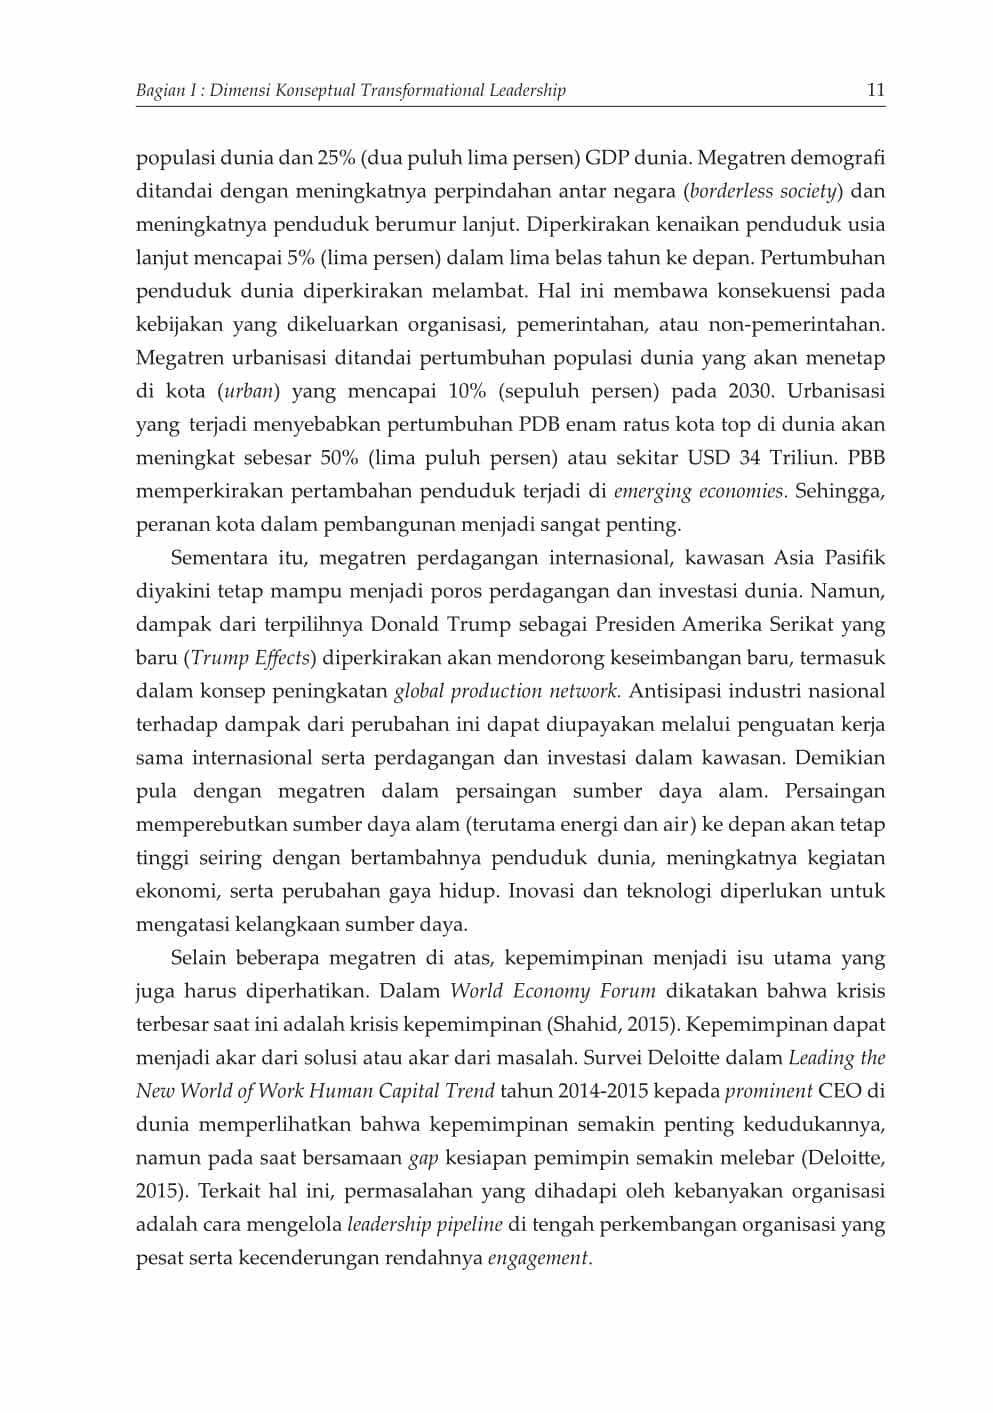 Bagian I : Dimensi Konseptual Transformational Leadership 11
populasi dunia dan 25% (dua puluh lima persen) GDP dunia. Megatren demografi
ditandai dengan meningkatnya perpindahan antar negara (borderless society) dan
meningkatnya penduduk berumur lanjut. Diperkirakan kenaikan penduduk usia
lanjut mencapai 5% (lima persen) dalam lima belas tahun ke depan. Pertumbuhan
penduduk dunia diperkirakan melambat. Hal ini membawa konsekuensi pada
kebijakan yang dikeluarkan organisasi, pemerintahan, atau non-pemerintahan.
Megatren urbanisasi ditandai pertumbuhan populasi dunia yang akan menetap
di kota (urban) yang mencapai 10% (sepuluh persen) pada 2030. Urbanisasi
yang terjadi menyebabkan pertumbuhan PDB enam ratus kota top di dunia akan
meningkat sebesar 50% (lima puluh persen) atau sekitar USD 34 Triliun. PBB
memperkirakan pertambahan penduduk terjadi di emerging economies. Sehingga,
peranan kota dalam pembangunan menjadi sangat penting.
Sementara itu, megatren perdagangan internasional, kawasan Asia Pasifik
diyakini tetap mampu menjadi poros perdagangan dan investasi dunia. Namun,
dampak dari terpilihnya Donald Trump sebagai Presiden Amerika Serikat yang
baru (Trump Effects) diperkirakan akan mendorong keseimbangan baru, termasuk
dalam konsep peningkatan global production network. Antisipasi industri nasional
terhadap dampak dari perubahan ini dapat diupayakan melalui penguatan kerja
sama internasional serta perdagangan dan investasi dalam kawasan. Demikian
pula dengan megatren dalam persaingan sumber daya alam. Persaingan
memperebutkan sumber daya alam (terutama energi dan air) ke depan akan tetap
tinggi seiring dengan bertambahnya penduduk dunia, meningkatnya kegiatan
ekonomi, serta perubahan gaya hidup. Inovasi dan teknologi diperlukan untuk
mengatasi kelangkaan sumber daya.
Selain beberapa megatren di atas, kepemimpinan menjadi isu utama yang
juga harus diperhatikan. Dalam World Economy Forum dikatakan bahwa krisis
terbesar saat ini adalah krisis kepemimpinan (Shahid, 2015). Kepemimpinan dapat
menjadi akar dari solusi atau akar dari masalah. Survei Deloitte dalam Leading the
New World of Work Human Capital Trend tahun 2014-2015 kepada prominent CEO di
dunia memperlihatkan bahwa kepemimpinan semakin penting kedudukannya,
namun pada saat bersamaan gap kesiapan pemimpin semakin melebar (Deloitte,
2015). Terkait hal ini, permasalahan yang dihadapi oleh kebanyakan organisasi
adalah cara mengelola leadership pipeline di tengah perkembangan organisasi yang
pesat serta kecenderungan rendahnya engagement.